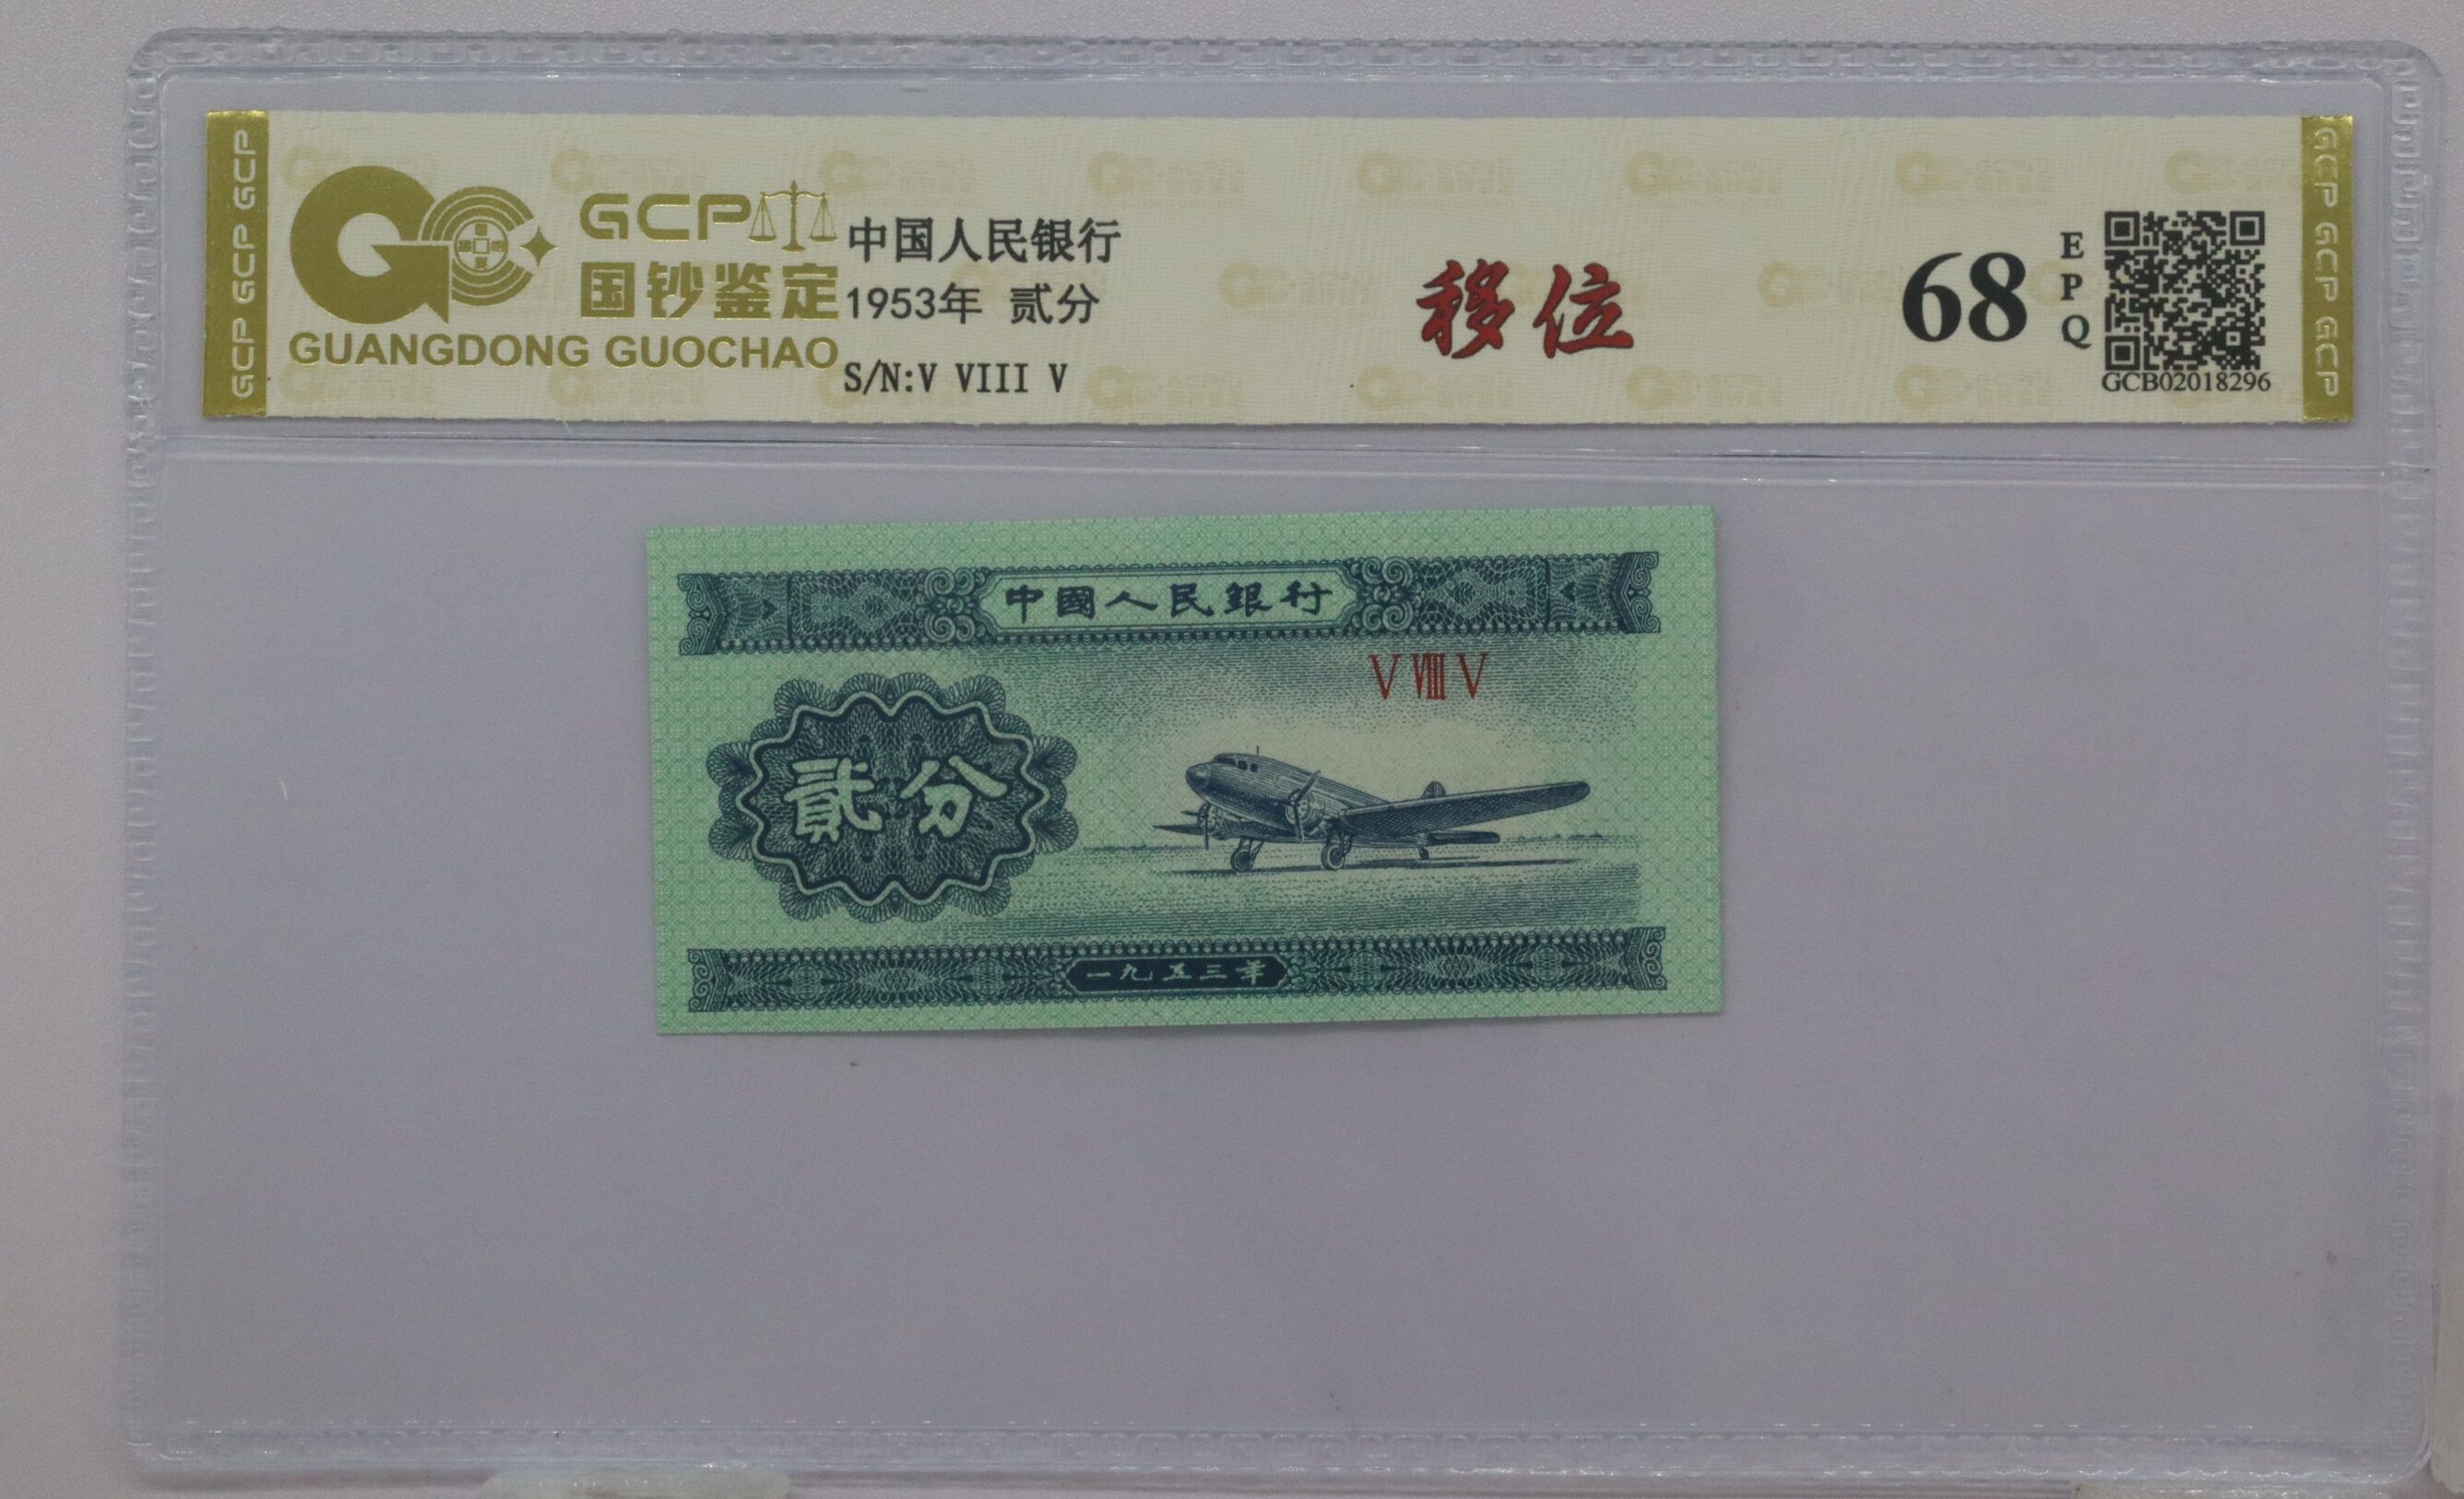 GCP GCP GCP
GCP
国钞鉴定
GUANGDONG GUOCHAO
中国人民银行
1953年 贰分
S/N:V VIII V
移位
68
EPQ
GCB02018296
GCP GCP GCP
中國人民銀行
V VIII V
貳分
一九五三年